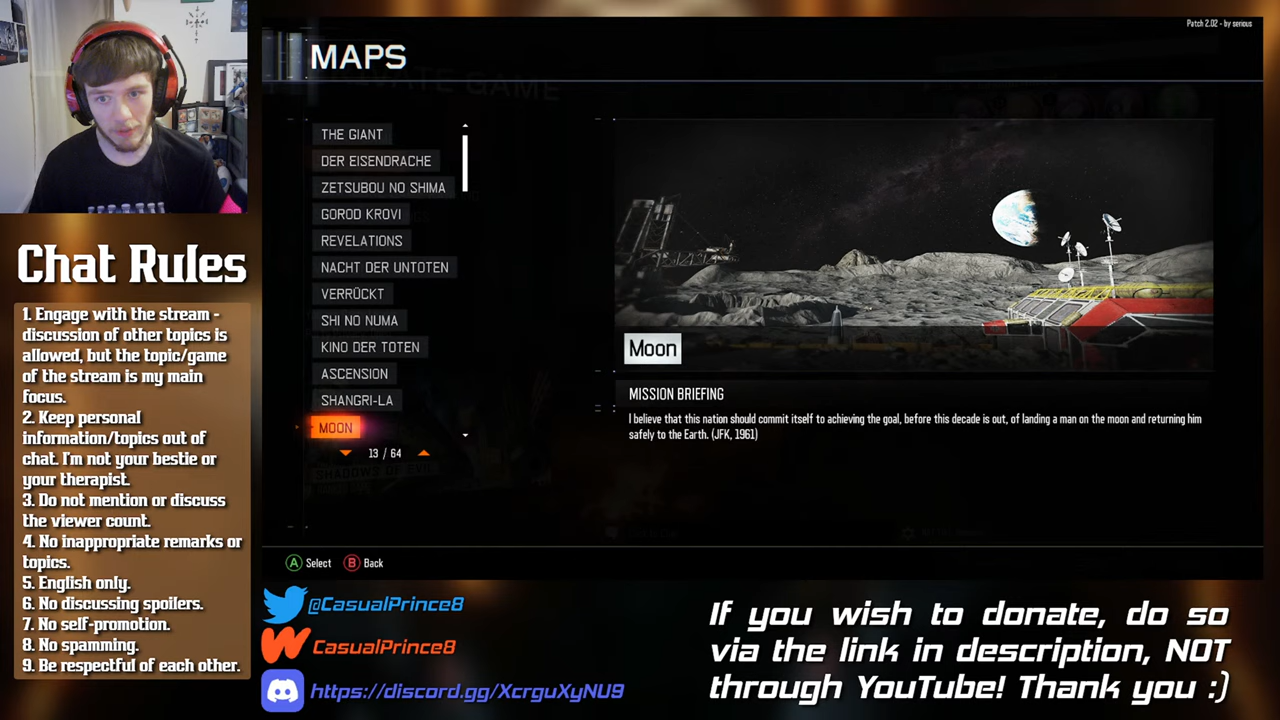 Patch 2.02 - by serious
MAPS
THE GIANT
DER EISENDRACHE
ZETSUBOU NO SHIMA
GOROD KROVI
REVELATIONS
NACHT DER UNTOTEN
VERRÜCKT
SHI NO NUMA
KINO DER TOTEN
ASCENSION
SHANGRI-LA
MOON
13 / 64
Moon
MISSION BRIEFING
I believe that this nation should commit itself to achieving the goal, before this decade is out, of landing a man on the moon and returning him
safely to the Earth. (JFK, 1961)
SHADOWS OF EVIL
A Select B Back
Chat Rules
1. Engage with the stream -
discussion of other topics is
allowed, but the topic/game
of the stream is my main
focus.
2. Keep personal
information/topics out of
chat. I'm not your bestie or
your therapist.
3. Do not mention or discuss
the viewer count.
4. No inappropriate remarks or
topics.
5. English only.
6. No discussing spoilers.
7. No self-promotion.
8. No spamming.
9. Be respectful of each other.
@CasualPrince8
CasualPrince8
https://discord.gg/XcrguXyNU9
If you wish to donate, do so
via the link in description, NOT
through YouTube! Thank you :)